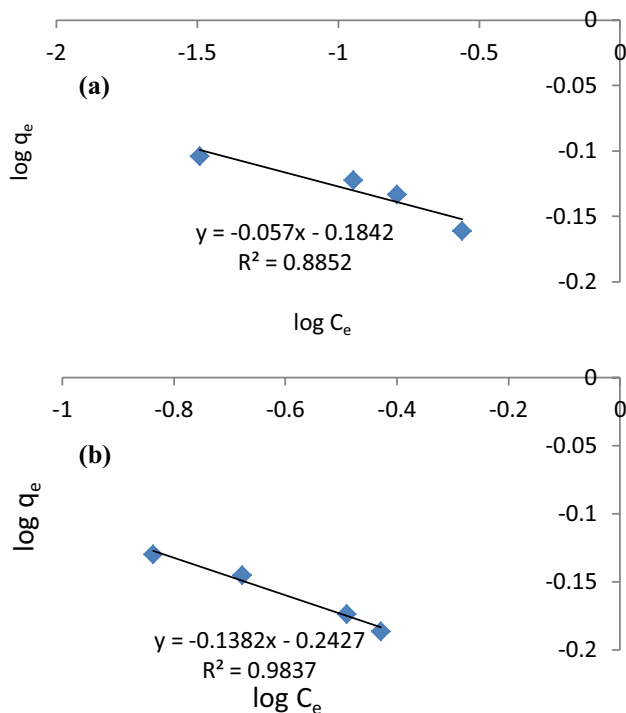 0
-2 -1.5 -1 -0.5 0
(a)
-0.05
log qₑ
-0.1
-0.15
y = -0.057x - 0.1842
R² = 0.8852
-0.2
log Cₑ
0
-1 -0.8 -0.6 -0.4 -0.2 0
-0.05
(b)
log qₑ
-0.1
-0.15
y = -0.1382x - 0.2427
-0.2
R² = 0.9837
log Cₑ